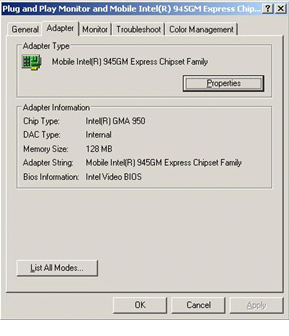 Plug and Play Monitor and Mobile Intel(R) 945GM Express Chip...
General Adapter Monitor Troubleshoot Color Management
Adapter Type
Mobile Intel(R) 945GM Express Chipset Family
Properties
Adapter Information
Chip Type: Intel(R) GMA 950
DAC Type: Internal
Memory Size: 128 MB
Adapter String: Mobile Intel(R) 945GM Express Chipset Family
Bios Information: Intel Video BIOS
List All Modes...
OK Cancel Apply